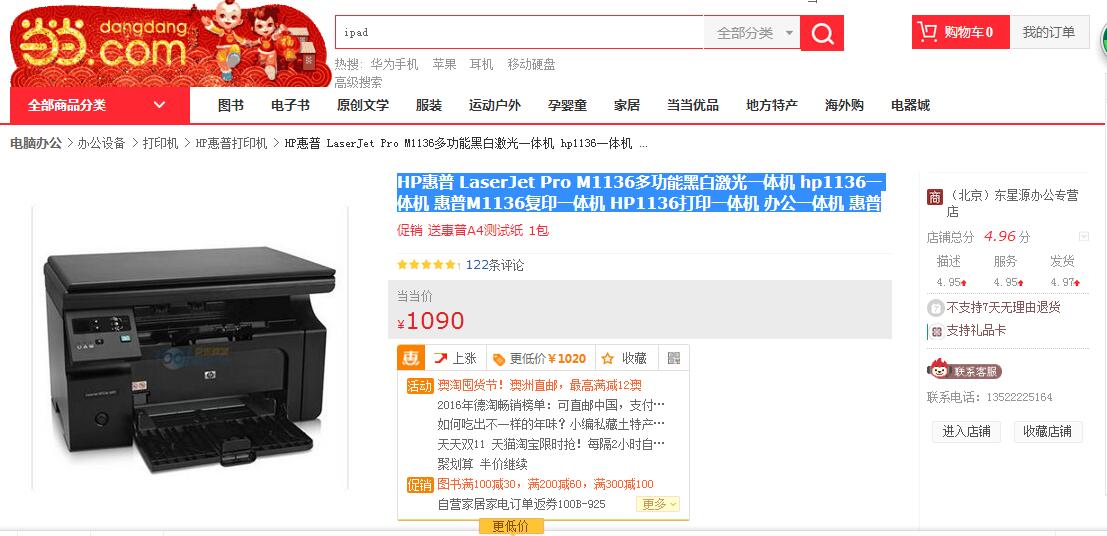 当当
dangdang
.com
ipad
全部分类
购物车0
我的订单
热搜: 华为手机 苹果 耳机 移动硬盘
高级搜索
全部商品分类
图书 电子书 原创文学 服装 运动户外 孕婴童 家居 当当优品 地方特产 海外购 电器城
电脑办公 > 办公设备 > 打印机 > HP惠普打印机 > HP惠普 LaserJet Pro M1136多功能黑白激光一体机 hp1136一体机 ...
HP惠普 LaserJet Pro M1136多功能黑白激光一体机 hp1136一
体机 惠普M1136复印一体机 HP1136打印一体机 办公一体机 惠普
促销 送惠普A4测试纸 1包
122条评论
当当价
¥1090
惠 上涨 更低价¥1020 收藏
活动 澳淘囤货节！澳洲直邮，最高满减12澳
2016年德淘畅销榜单：可直邮中国，支付…
如何吃出不一样的年味？小编私藏土特产…
天天双11 天猫淘宝限时抢！每隔2小时自…
聚划算 半价继续
促销 图书满100减30，满200减60，满300减100
自营家居家电订单返券100B-925
更多
更低价
商 （北京）东星源办公专营
店
店铺总分 4.96 分
描述 服务 发货
4.95 4.95 4.97
不支持7天无理由退货
支持礼品卡
联系客服
联系电话: 13522225164
进入店铺 收藏店铺
hp